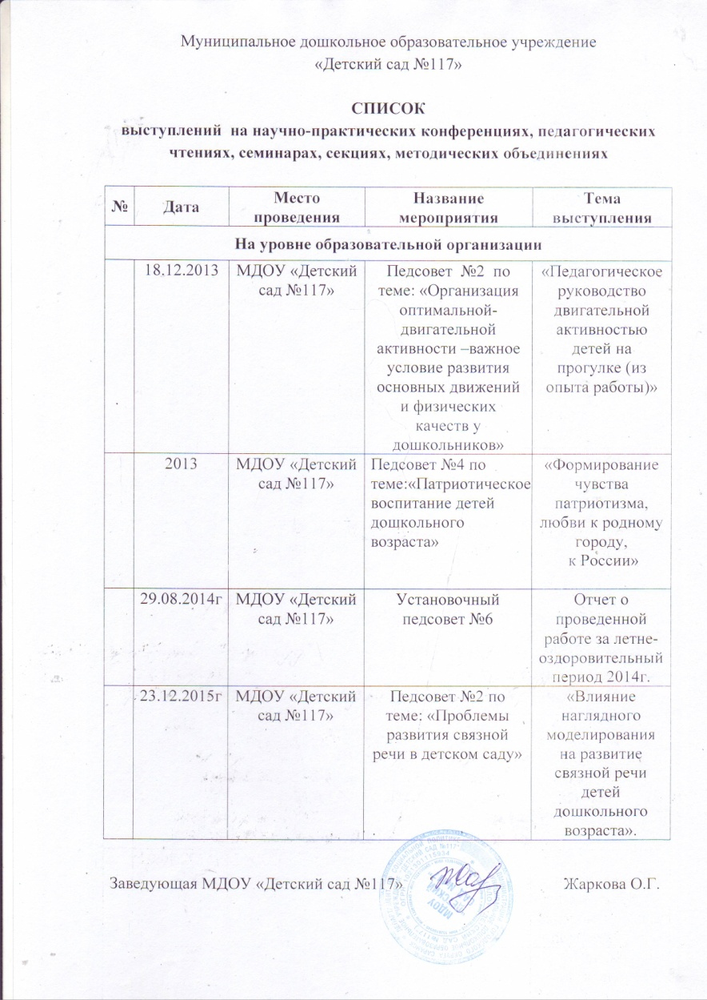 Муниципальное дошкольное образовательное учреждение
«Детский сад №117»
СПИСОК
выступлений на научно-практических конференциях, педагогических
чтениях, семинарах, секциях, методических объединениях
№
Дата
Место
проведения
Название
мероприятия
Тема
выступления
На уровне образовательной организации
18.12.2013
МДОУ «Детский
сад №117»
Педсовет №2 по
теме: «Организация
оптимальной-
двигательной
активности –важное
условие развития
основных движений
и физических
качеств у
дошкольников»
«Педагогическое
руководство
двигательной
активностью
детей на
прогулке (из
опыта работы)»
2013
МДОУ «Детский
сад №117»
Педсовет №4 по
теме:«Патриотическое
воспитание детей
дошкольного
возраста»
«Формирование
чувства
патриотизма,
любви к родному
городу,
к России»
29.08.2014г
МДОУ «Детский
сад №117»
Установочный
педсовет №6
Отчет о
проведенной
работе за летне-
оздоровительный
период 2014г.
23.12.2015г
МДОУ «Детский
сад №117»
Педсовет №2 по
теме: «Проблемы
развития связной
речи в детском саду»
«Влияние
наглядного
моделирования
на развитие
связной речи
детей
дошкольного
возраста».
Заведующая МДОУ «Детский сад №117»
Жаркова О.Г.
МДОУ